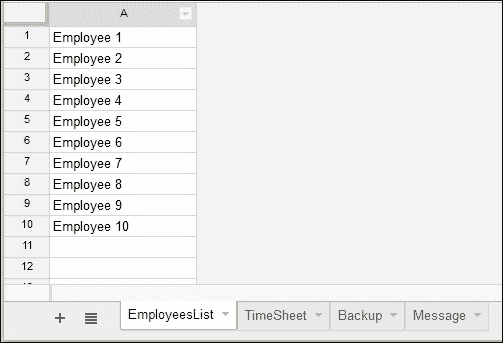 A
1 Employee 1
2 Employee 2
3 Employee 3
4 Employee 4
5 Employee 5
6 Employee 6
7 Employee 7
8 Employee 8
9 Employee 9
10 Employee 10
11
12
EmployeesList TimeSheet Backup Message